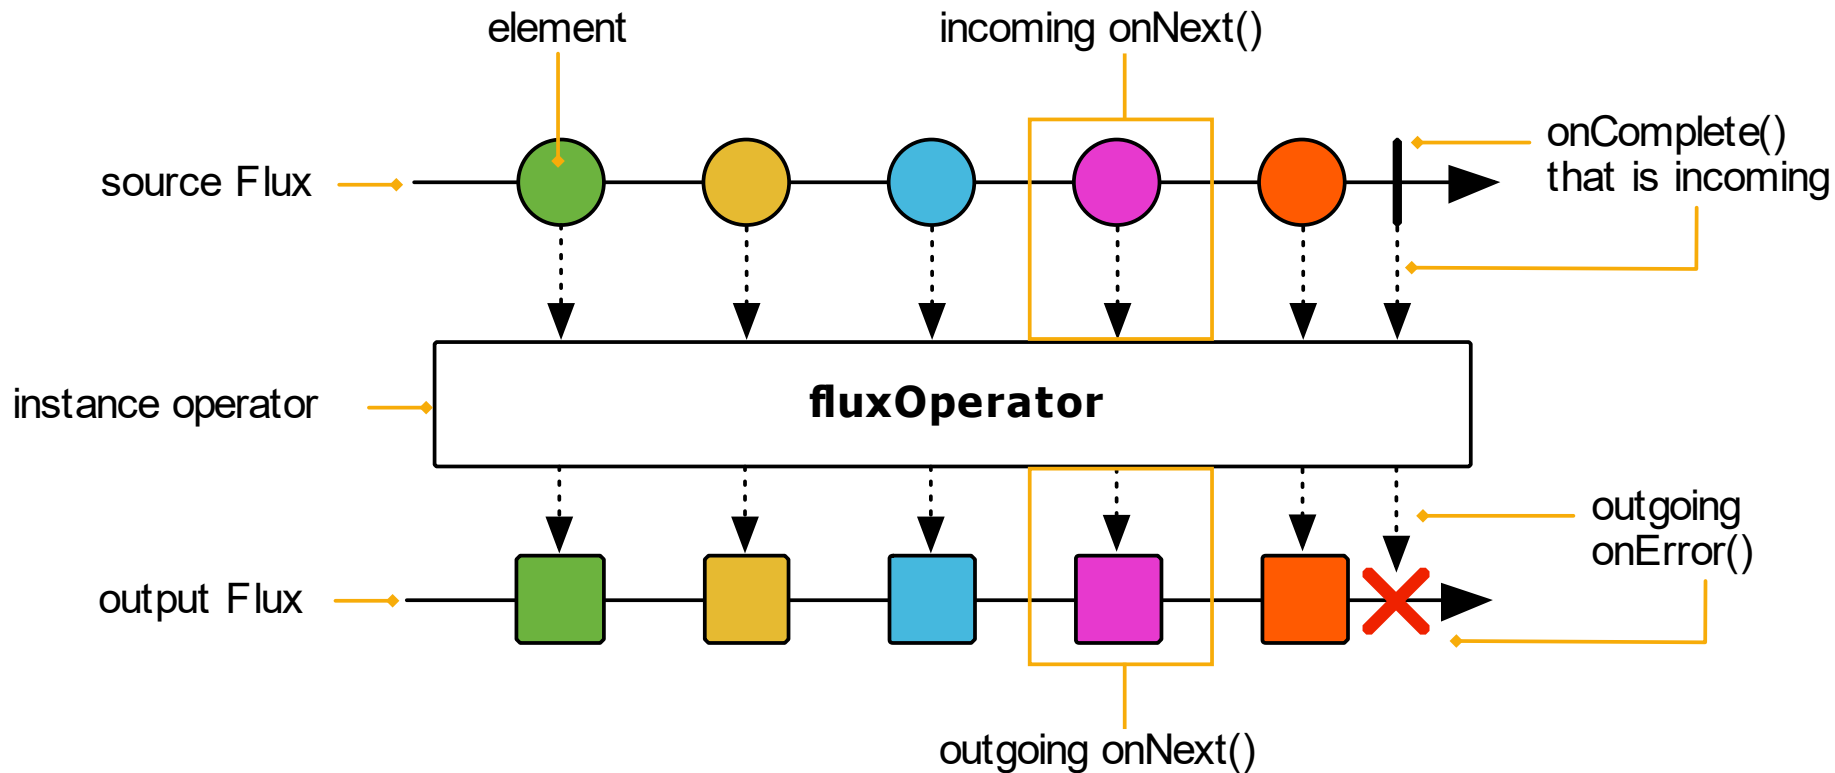 element
incoming onNext()
onComplete()
that is incoming
source Flux
instance operator
fluxOperator
outgoing
onError()
output Flux
outgoing onNext()